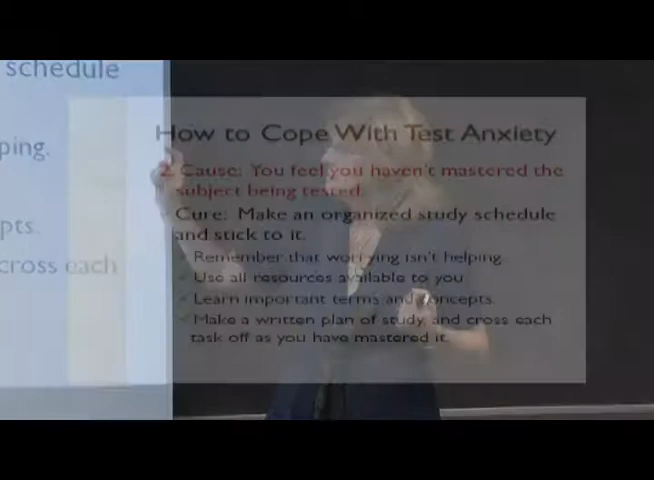 schedule
ping.
pts.
cross each
How to Cope With Test Anxiety
2. Cause: You feel you haven't mastered the
subject being tested.
Cure: Make an organized study schedule
and stick to it.
Remember that worrying isn't helping.
Use all resources available to you
Learn important terms and concepts.
Make a written plan of study and cross each
task off as you have mastered it.